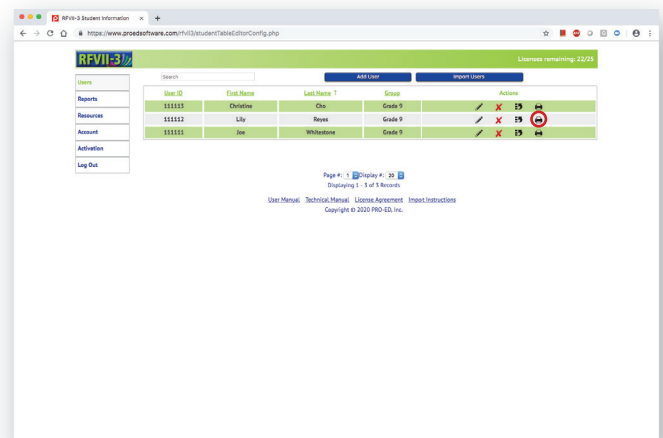 RFVII-3 Student Information
https://www.proedsoftware.com/rfvii3/studentTableEditorConfig.php
RFVII-3
Licenses remaining: 22/25
Users
Reports
Resources
Account
Activation
Log Out
Search Add User Import Users
User ID First Name Last Name ↑ Group Actions
111113 Christine Cho Grade 9
111112 Lily Reyes Grade 9
111111 Joe Whitestone Grade 9
Page #: 1 Display #: 20
Displaying 1 - 3 of 3 Records
User Manual Technical Manual License Agreement Import Instructions
Copyright © 2020 PRO-ED, Inc.